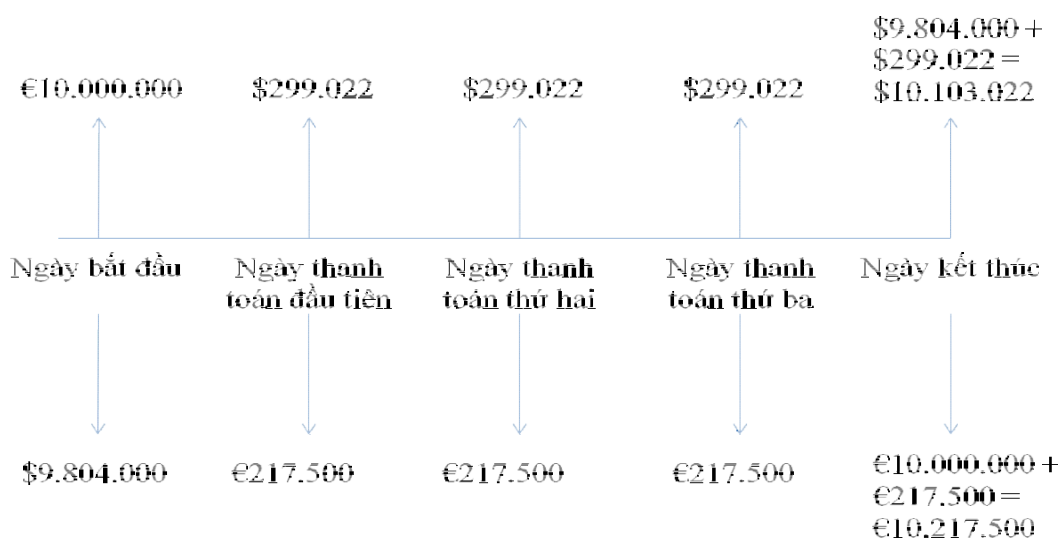 $9.804.000 +
$299.022 =
$10.103.022
€10.000.000
$299.022
$299.022
$299.022
Ngày bắt đầu
Ngày thanh
toán đầu tiên
Ngày thanh
toán thứ hai
Ngày thanh
toán thứ ba
Ngày kết thúc
$9.804.000
€217.500
€217.500
€217.500
€10.000.000 +
€217.500 =
€10.217.500